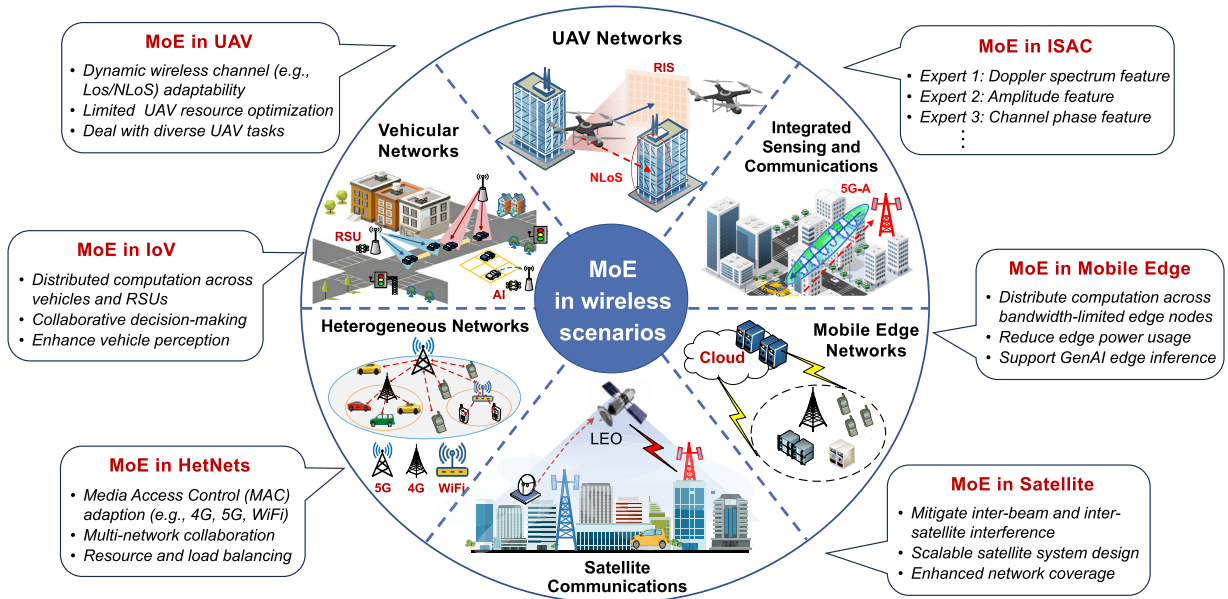 MoE in UAV
• Dynamic wireless channel (e.g.,
Los/NLoS) adaptability
• Limited UAV resource optimization
• Deal with diverse UAV tasks
UAV Networks
RIS
NLoS
MoE in ISAC
• Expert 1: Doppler spectrum feature
• Expert 2: Amplitude feature
• Expert 3: Channel phase feature
⋮
Vehicular
Networks
RSU
AI
Integrated
Sensing and
Communications
5G-A
MoE in IoV
• Distributed computation across
vehicles and RSUs
• Collaborative decision-making
• Enhance vehicle perception
MoE
in wireless
scenarios
MoE in Mobile Edge
• Distribute computation across
bandwidth-limited edge nodes
• Reduce edge power usage
• Support GenAI edge inference
Heterogeneous Networks
5G
4G
WiFi
Mobile Edge
Networks
Cloud
LEO
Satellite
Communications
MoE in HetNets
• Media Access Control (MAC)
adaption (e.g., 4G, 5G, WiFi)
• Multi-network collaboration
• Resource and load balancing
MoE in Satellite
• Mitigate inter-beam and inter-
satellite interference
• Scalable satellite system design
• Enhanced network coverage